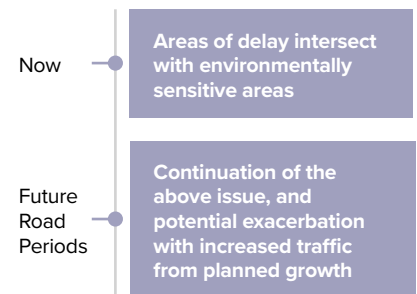 Now
Areas of delay intersect
with environmentally
sensitive areas
Future
Road
Periods
Continuation of the
above issue, and
potential exacerbation
with increased traffic
from planned growth